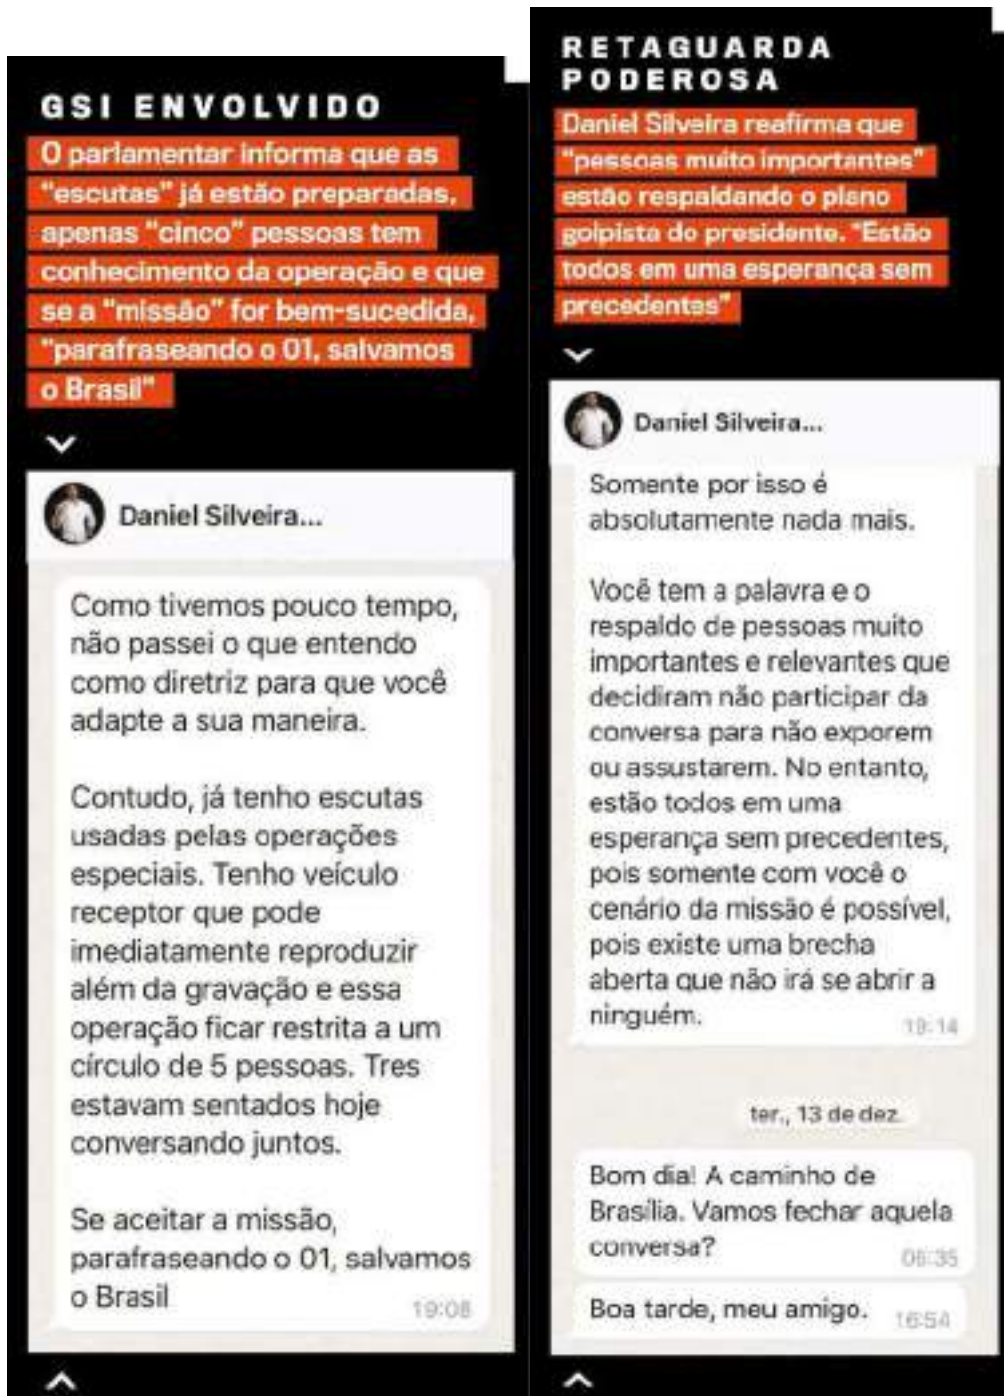 GSI ENVOLVIDO
O parlamentar informa que as
"escutas" já estão preparadas,
apenas "cinco" pessoas tem
conhecimento da operação e que
se a "missão" for bem-sucedida,
"parafraseando o 01, salvamos
o Brasil"
Daniel Silveira...
Como tivemos pouco tempo,
não passei o que entendo
como diretriz para que você
adapte a sua maneira.
Contudo, já tenho escutas
usadas pelas operações
especiais. Tenho veículo
receptor que pode
imediatamente reproduzir
além da gravação e essa
operação ficar restrita a um
círculo de 5 pessoas. Tres
estavam sentados hoje
conversando juntos.
Se aceitar a missão,
parafraseando o 01, salvamos
o Brasil
19:08
RETAGUARDA
PODEROSA
Daniel Silveira reafirma que
"pessoas muito importantes"
estão respaldando o plano
golpista do presidente. "Estão
todos em uma esperança sem
precedentes"
Daniel Silveira...
Somente por isso é
absolutamente nada mais.
Você tem a palavra e o
respaldo de pessoas muito
importantes e relevantes que
decidiram não participar da
conversa para não exporem
ou assustarem. No entanto,
estão todos em uma
esperança sem precedentes,
pois somente com você o
cenário da missão é possível,
pois existe uma brecha
aberta que não irá se abrir a
ninguém.
19:14
ter., 13 de dez.
Bom dia! A caminho de
Brasília. Vamos fechar aquela
conversa?
06:35
Boa tarde, meu amigo.
16:54